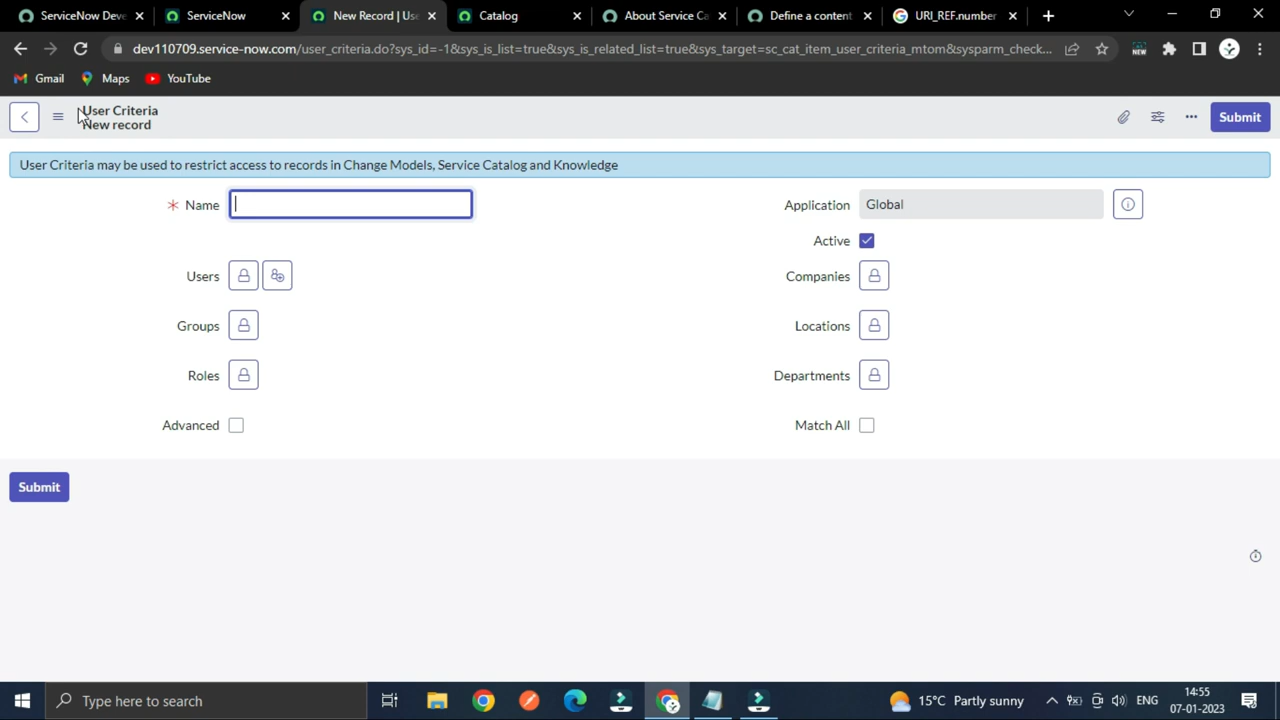 ServiceNow Deve
ServiceNow
New Record | Use
Catalog
About Service Ca
Define a content
URI_REF.number
dev110709.service-now.com/user_criteria.do?sys_id=-1&sys_is_list=true&sys_is_related_list=true&sys_target=sc_cat_item_user_criteria_mtom&sysparm_check...
NEW
Gmail
Maps
YouTube
User Criteria
New record
Submit
User Criteria may be used to restrict access to records in Change Models, Service Catalog and Knowledge
* Name
Application
Global
Active
Users
Companies
Groups
Locations
Roles
Departments
Advanced
Match All
Submit
Type here to search
15°C Partly sunny
ENG
14:55
07-01-2023